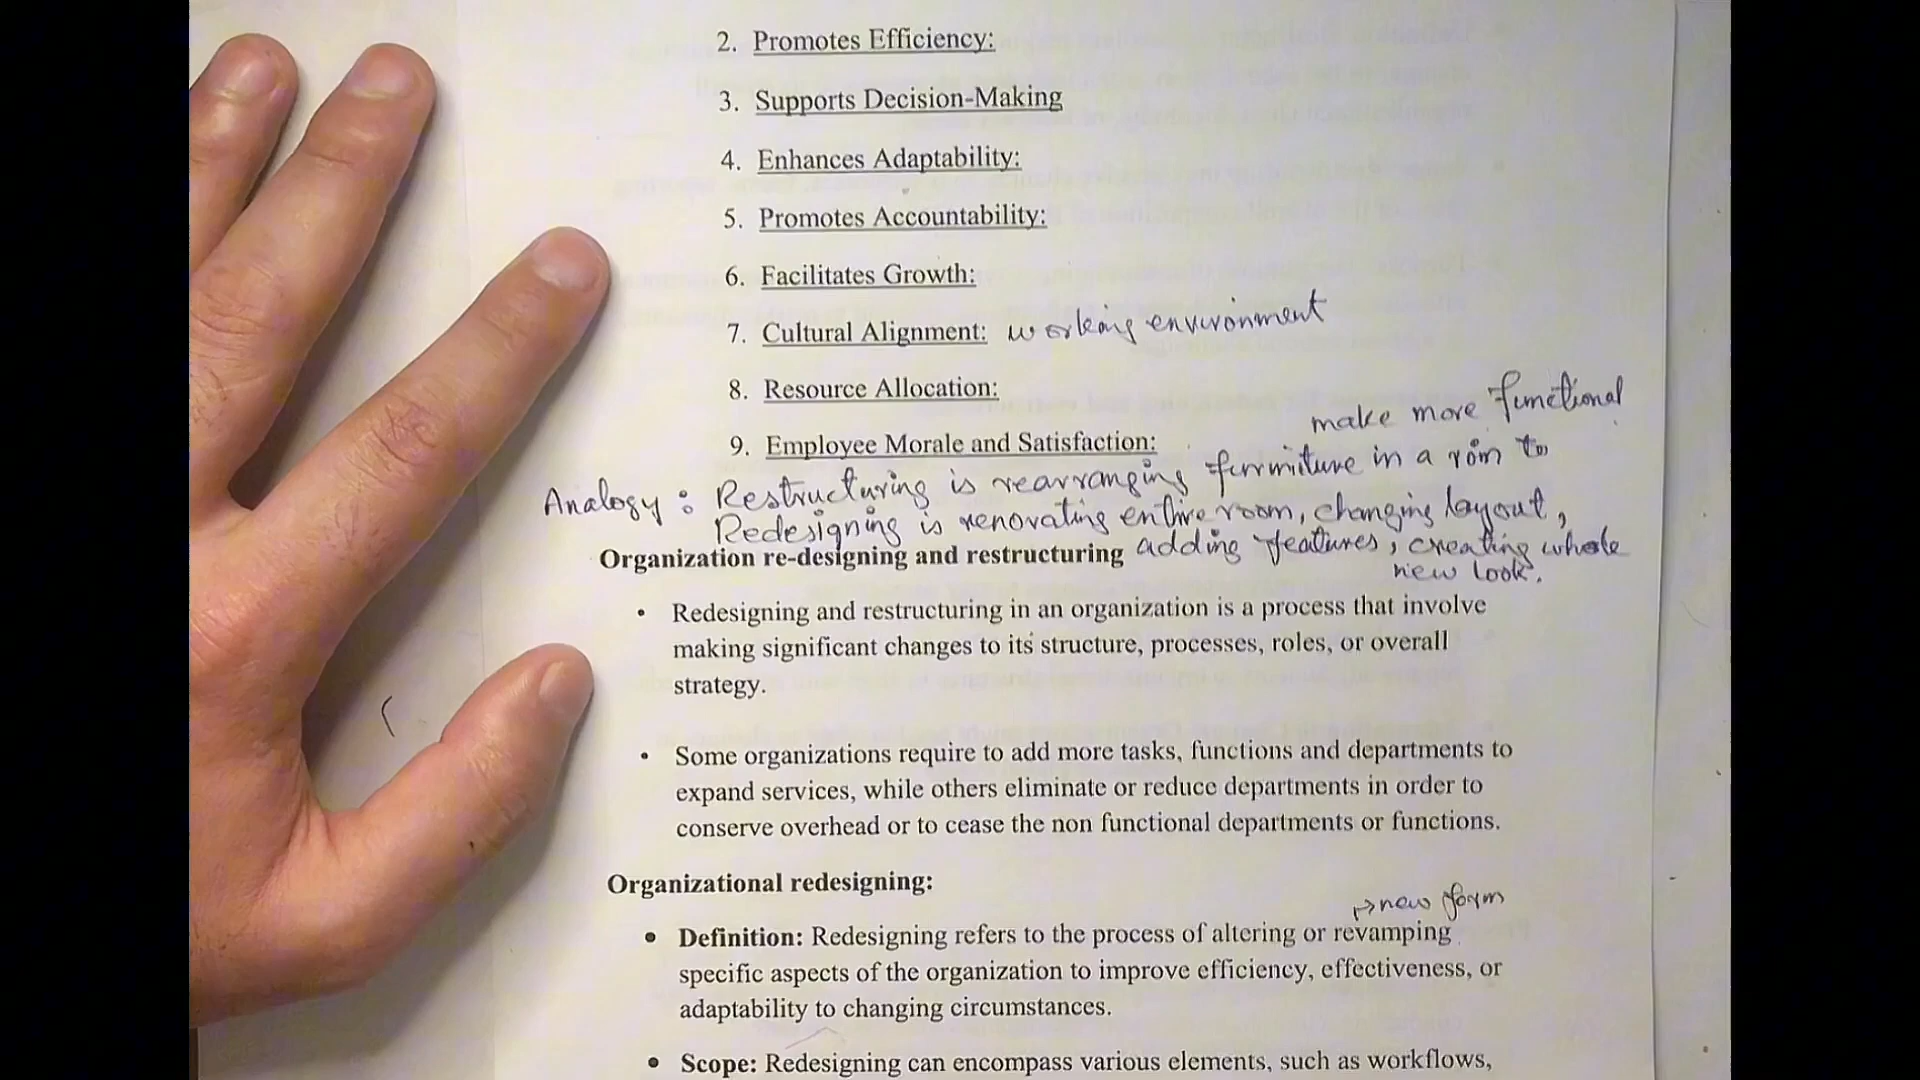 2. Promotes Efficiency:
3. Supports Decision-Making
4. Enhances Adaptability:
5. Promotes Accountability:
6. Facilitates Growth:
7. Cultural Alignment: working environment
8. Resource Allocation:
make more functional
9. Employee Morale and Satisfaction:
Analogy: Restructuring is rearranging furniture in a room to
Redesigning is renovating entire room, changing layout,
Organization re-designing and restructuring adding features, creating whole
new look.
• Redesigning and restructuring in an organization is a process that involve
making significant changes to its structure, processes, roles, or overall
strategy.
• Some organizations require to add more tasks, functions and departments to
expand services, while others eliminate or reduce departments in order to
conserve overhead or to cease the non functional departments or functions.
Organizational redesigning:
→ new form
• Definition: Redesigning refers to the process of altering or revamping
specific aspects of the organization to improve efficiency, effectiveness, or
adaptability to changing circumstances.
• Scope: Redesigning can encompass various elements, such as workflows,